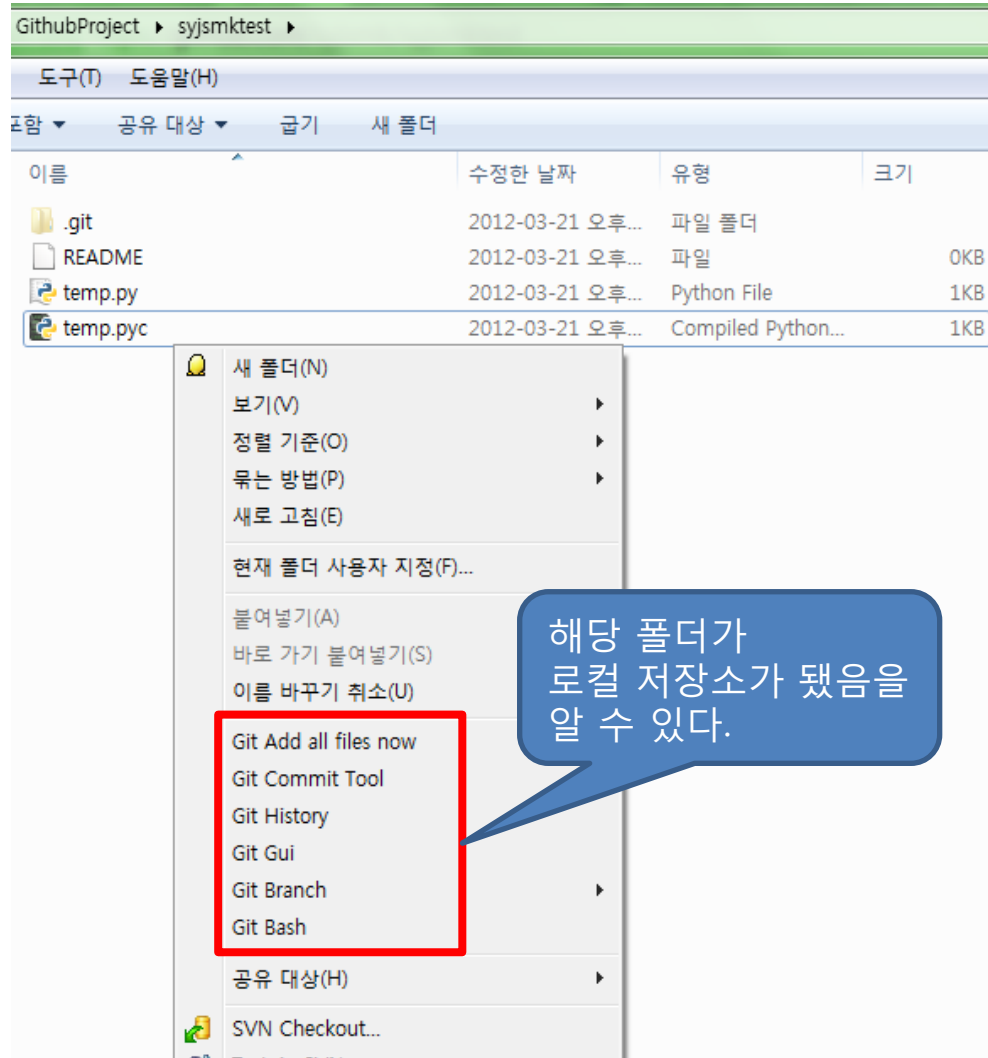 GithubProject ▸ syjsmktest ▸
도구(T) 도움말(H)
포함 ▼ 공유 대상 ▼ 굽기 새 폴더
이름 수정한 날짜 유형 크기
.git 2012-03-21 오후... 파일 폴더
README 2012-03-21 오후... 파일 0KB
temp.py 2012-03-21 오후... Python File 1KB
temp.pyc 2012-03-21 오후... Compiled Python... 1KB
새 폴더(N)
보기(V)
정렬 기준(O)
묶는 방법(P)
새로 고침(E)
현재 폴더 사용자 지정(F)...
붙여넣기(A)
바로 가기 붙여넣기(S)
이름 바꾸기 취소(U)
해당 폴더가
로컬 저장소가 됐음을
알 수 있다.
Git Add all files now
Git Commit Tool
Git History
Git Gui
Git Branch
Git Bash
공유 대상(H)
SVN Checkout...